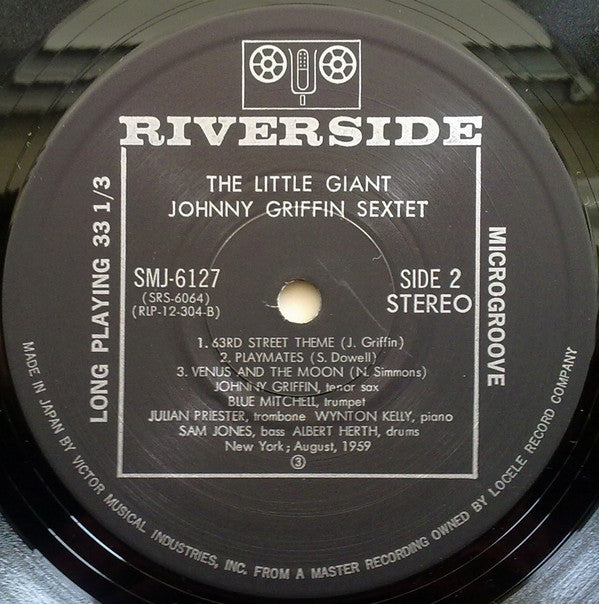 RIVERSIDE
THE LITTLE GIANT
JOHNNY GRIFFIN SEXTET
SMJ-6127
(SRS-6064)
(RLP-12-304-B)
SIDE 2
STEREO
LONG PLAYING 33 1/3
MICROGROOVE
1. 63RD STREET THEME (J. Griffin)
2. PLAYMATES (S. Dowell)
3. VENUS AND THE MOON (N. Simmons)
JOHNNY GRIFFIN, tenor sax
BLUE MITCHELL, trumpet
JULIAN PRIESTER, trombone WYNTON KELLY, piano
SAM JONES, bass ALBERT HERTH, drums
New York; August, 1959
3
MADE IN JAPAN BY VICTOR MUSICAL INDUSTRIES, INC. FROM A MASTER RECORDING OWNED BY LOCELE RECORD COMPANY